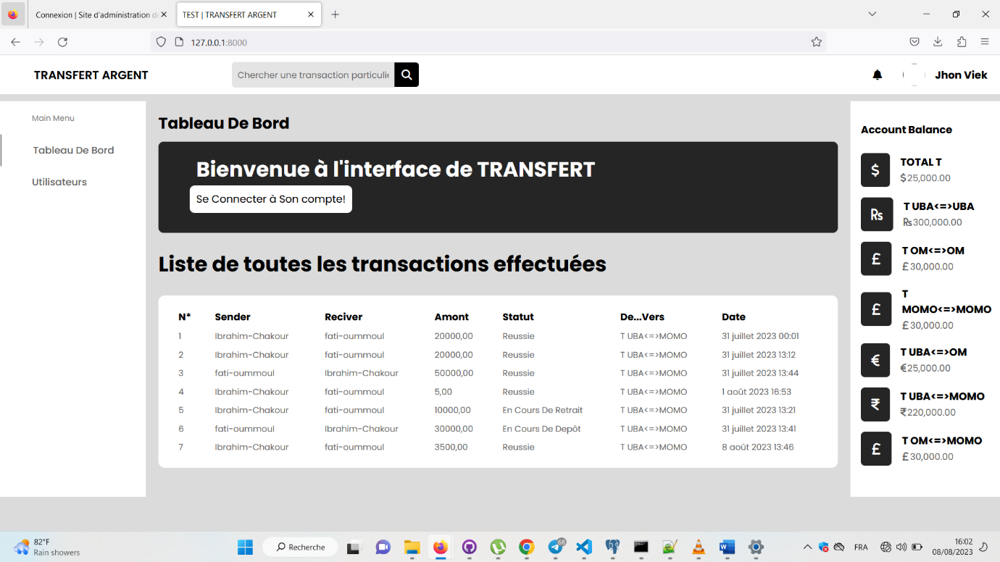 Connexion | Site d'administration de
TEST | TRANSFERT ARGENT
127.0.0.1:8000
TRANSFERT ARGENT
Chercher une transaction particuliè
Jhon Viek
Main Menu
Tableau De Bord
Utilisateurs
Tableau De Bord
Bienvenue à l'interface de TRANSFERT
Se Connecter à Son compte!
Liste de toutes les transactions effectuées
N* Sender Reciver Amont Statut De...Vers Date
1 Ibrahim-Chakour fati-oummoul 20000,00 Reussie T UBA<=>MOMO 31 juillet 2023 00:01
2 Ibrahim-Chakour fati-oummoul 20000,00 Reussie T UBA<=>MOMO 31 juillet 2023 13:12
3 fati-oummoul Ibrahim-Chakour 50000,00 Reussie T UBA<=>MOMO 31 juillet 2023 13:44
4 Ibrahim-Chakour fati-oummoul 5,00 Reussie T UBA<=>MOMO 1 août 2023 16:53
5 Ibrahim-Chakour fati-oummoul 10000,00 En Cours De Retrait T UBA<=>MOMO 31 juillet 2023 13:21
6 fati-oummoul Ibrahim-Chakour 30000,00 En Cours De Depôt T UBA<=>MOMO 31 juillet 2023 13:41
7 Ibrahim-Chakour fati-oummoul 3500,00 Reussie T UBA<=>MOMO 8 août 2023 13:46
Account Balance
$
TOTAL T
$25,000.00
₨
T UBA<=>UBA
₨300,000.00
£
T OM<=>OM
£30,000.00
£
T
MOMO<=>MOMO
£30,000.00
€
T UBA<=>OM
€25,000.00
₹
T UBA<=>MOMO
₹220,000.00
£
T OM<=>MOMO
£30,000.00
82°F
Rain showers
Recherche
68
FRA
16:02
08/08/2023